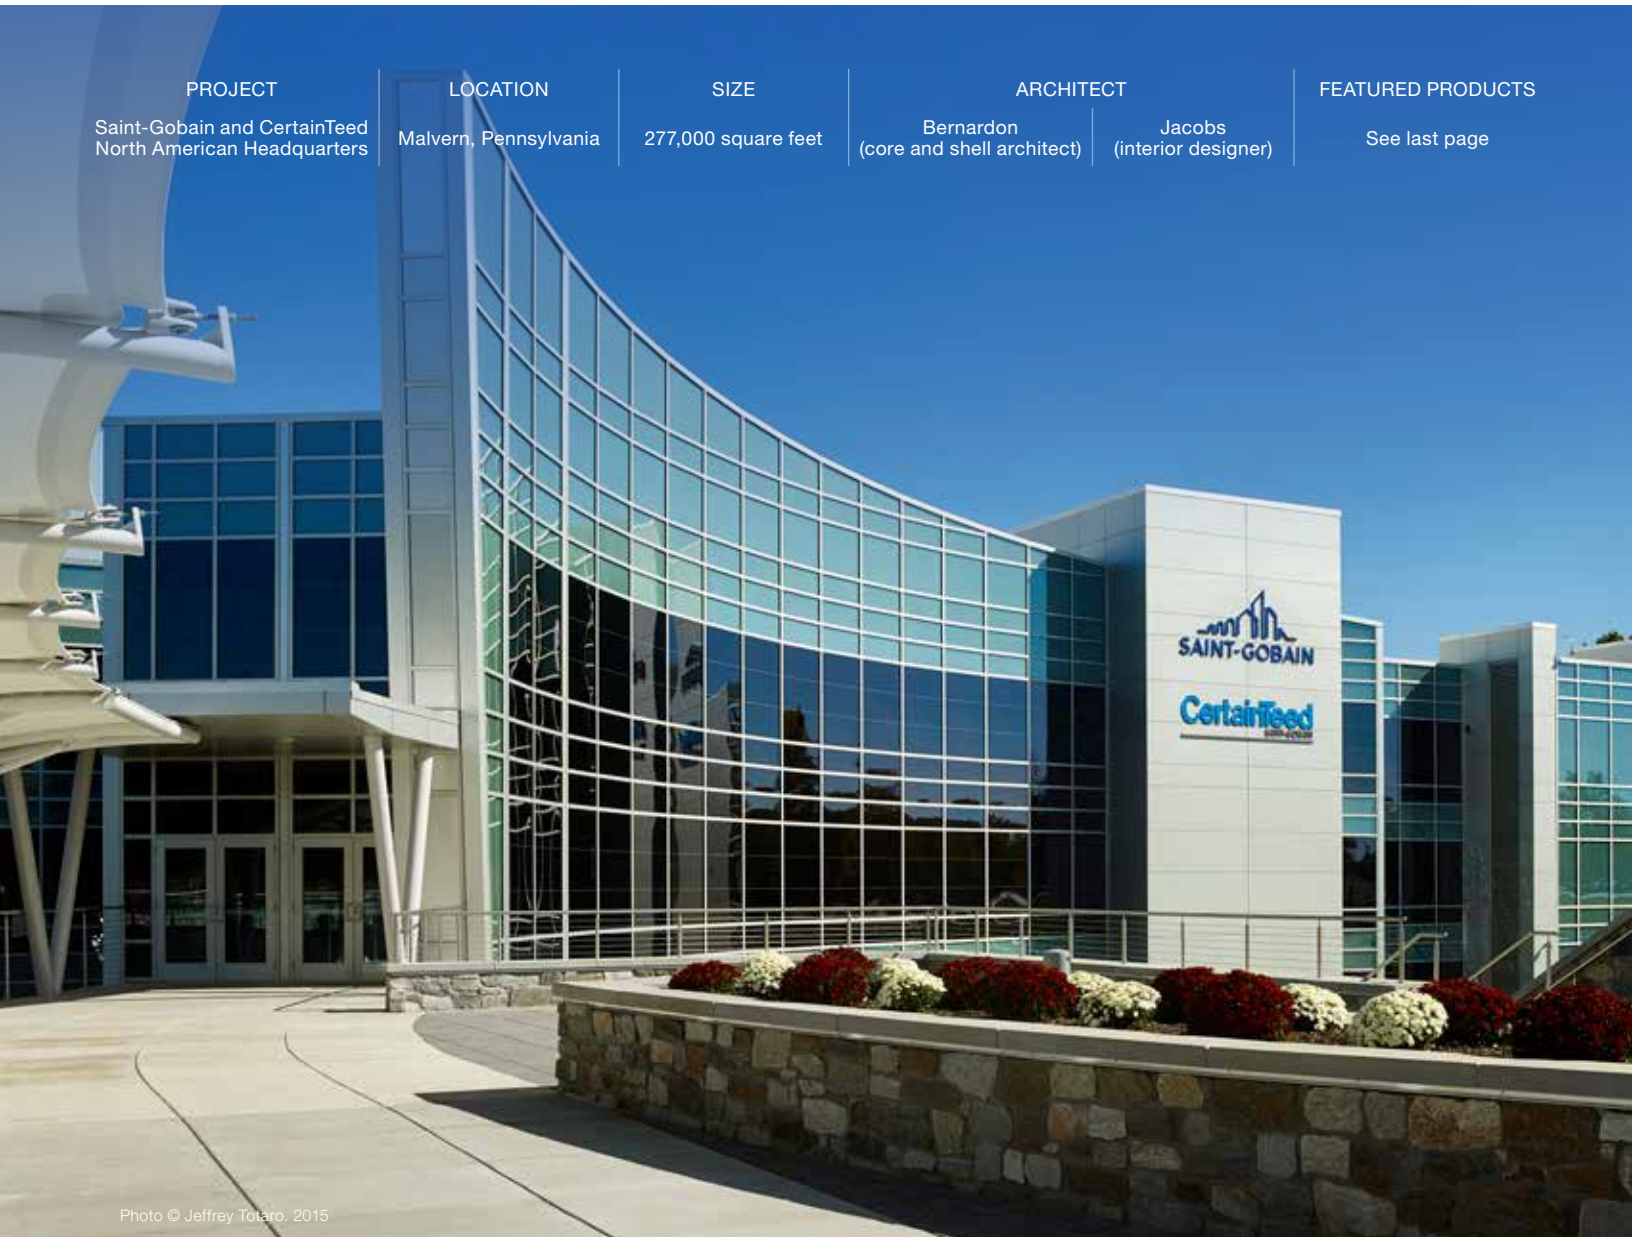 PROJECT
Saint-Gobain and CertainTeed
North American Headquarters
LOCATION
Malvern, Pennsylvania
SIZE
277,000 square feet
ARCHITECT
Bernardon
(core and shell architect)
Jacobs
(interior designer)
FEATURED PRODUCTS
See last page
SAINT-GOBAIN
CertainTeed
Photo © Jeffrey Totaro. 2015